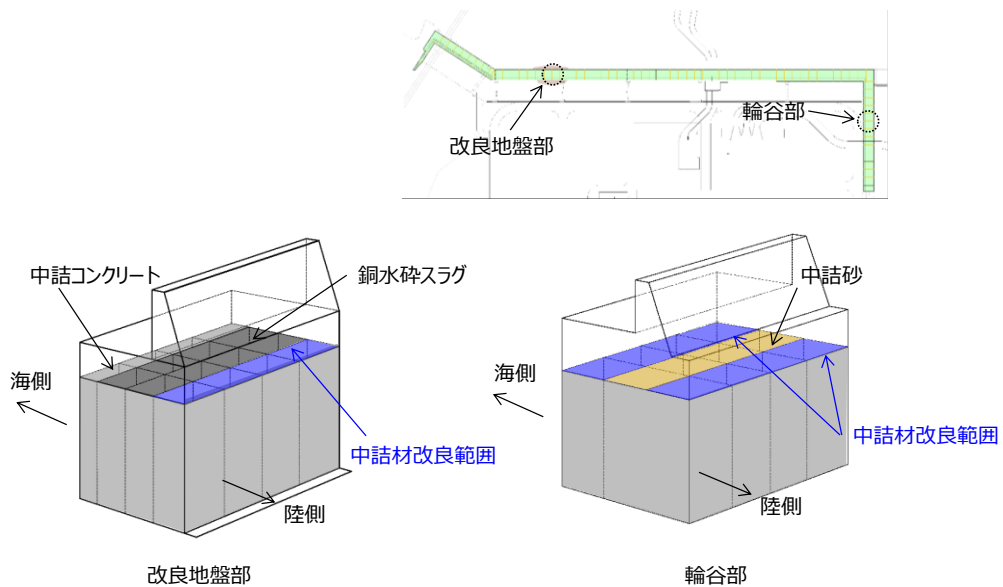 輪谷部
改良地盤部
中詰コンクリート
銅水砕スラグ
中詰砂
海側
海側
中詰材改良範囲
中詰材改良範囲
陸側
陸側
改良地盤部
輪谷部